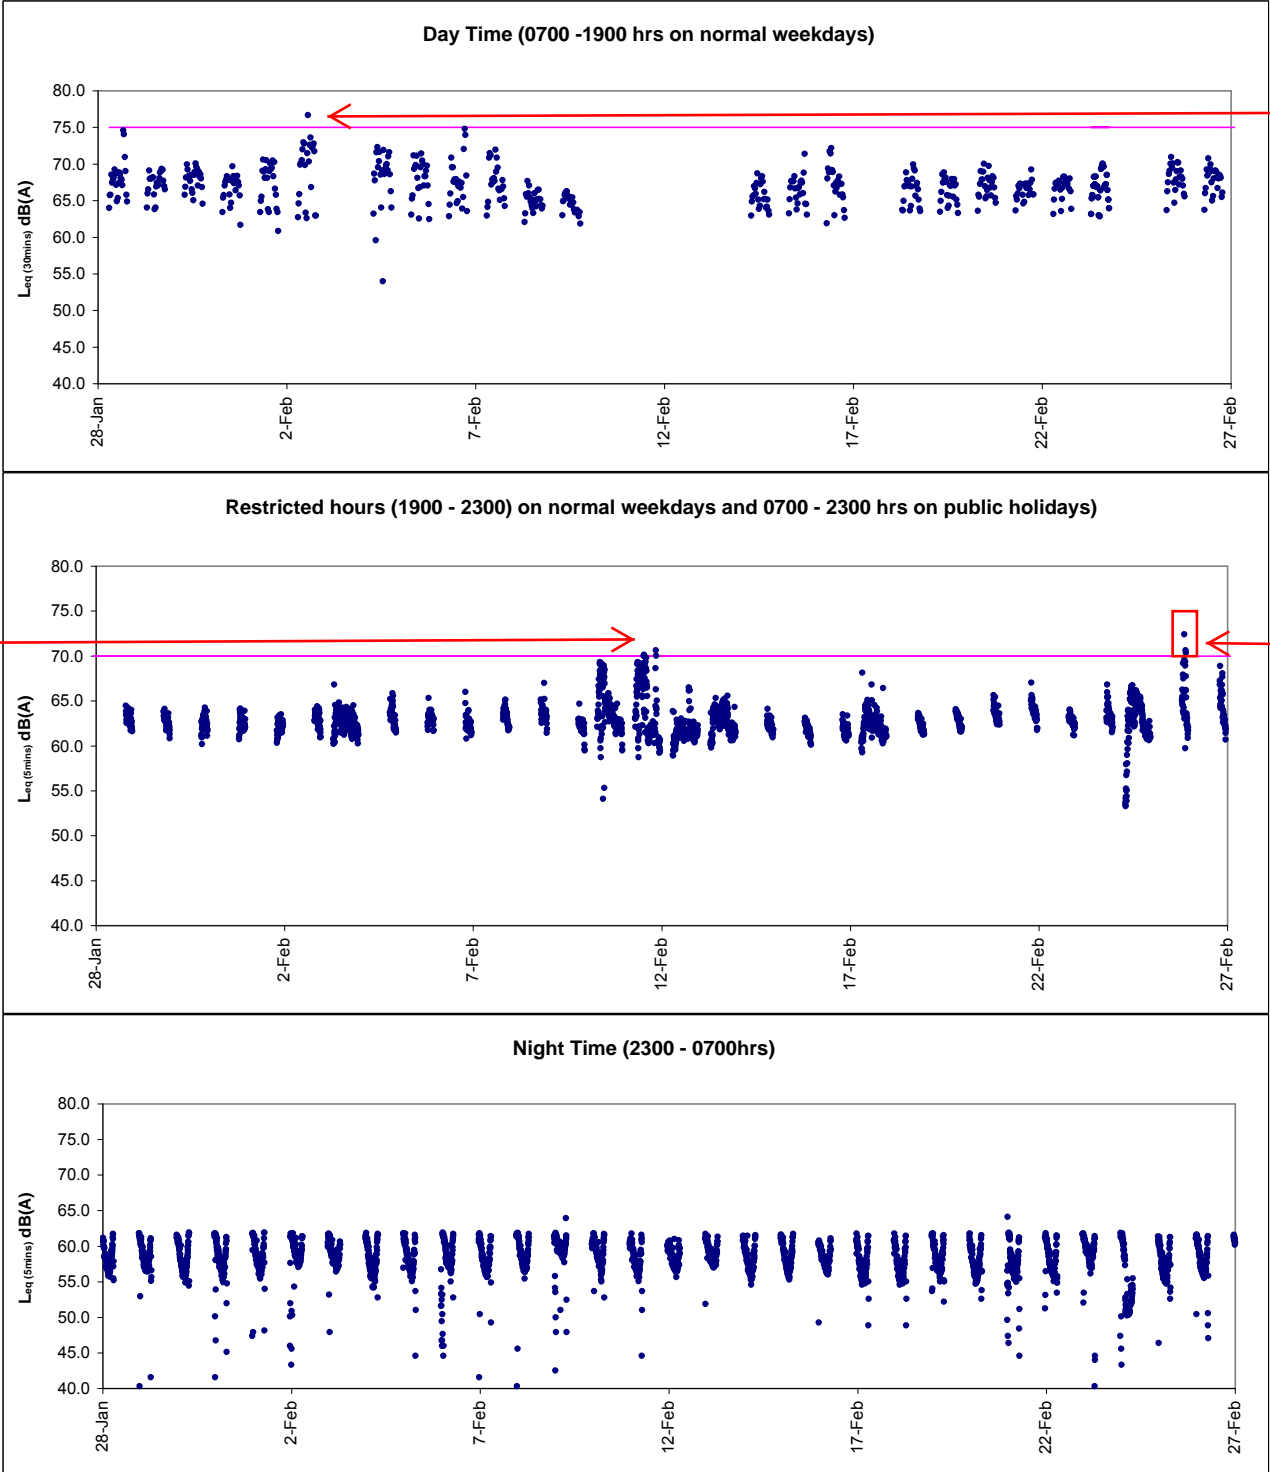 Day Time (0700 -1900 hrs on normal weekdays)
80.0
75.0
70.0
65.0
60.0
55.0
50.0
45.0
40.0
Leq (30mins) dB(A)
28-Jan
2-Feb
7-Feb
12-Feb
17-Feb
22-Feb
27-Feb
Restricted hours (1900 - 2300) on normal weekdays and 0700 - 2300 hrs on public holidays)
80.0
75.0
70.0
65.0
60.0
55.0
50.0
45.0
40.0
Leq (5mins) dB(A)
28-Jan
2-Feb
7-Feb
12-Feb
17-Feb
22-Feb
27-Feb
Night Time (2300 - 0700hrs)
80.0
75.0
70.0
65.0
60.0
55.0
50.0
45.0
40.0
Leq (5mins) dB(A)
28-Jan
2-Feb
7-Feb
12-Feb
17-Feb
22-Feb
27-Feb